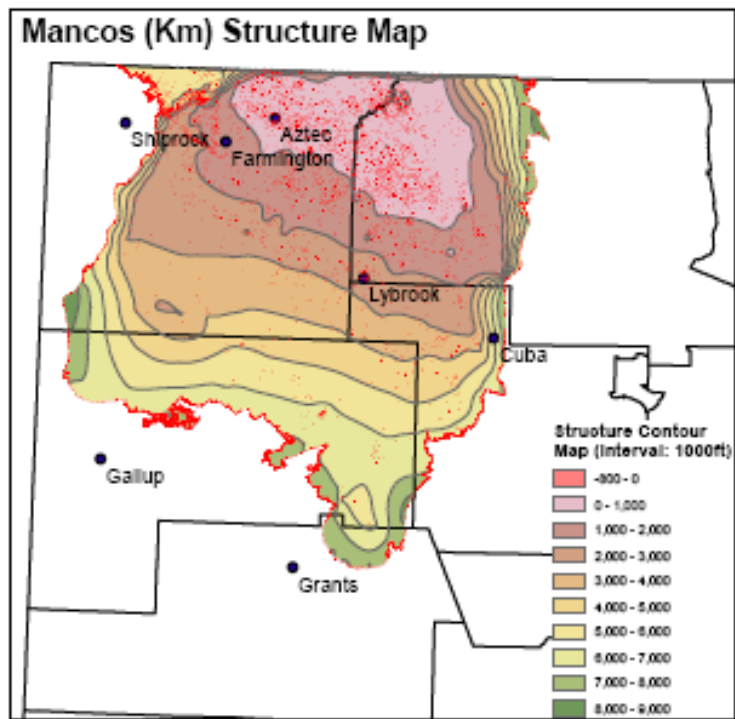 Mancos (Km) Structure Map
Shiprock
Aztec
Farmington
Lybrook
Cuba
Gallup
Grants
Structure Contour
Map (Interval: 1000ft)
-800 - 0
0 - 1,000
1,000 - 2,000
2,000 - 3,000
3,000 - 4,000
4,000 - 5,000
5,000 - 6,000
6,000 - 7,000
7,000 - 8,000
8,000 - 9,000